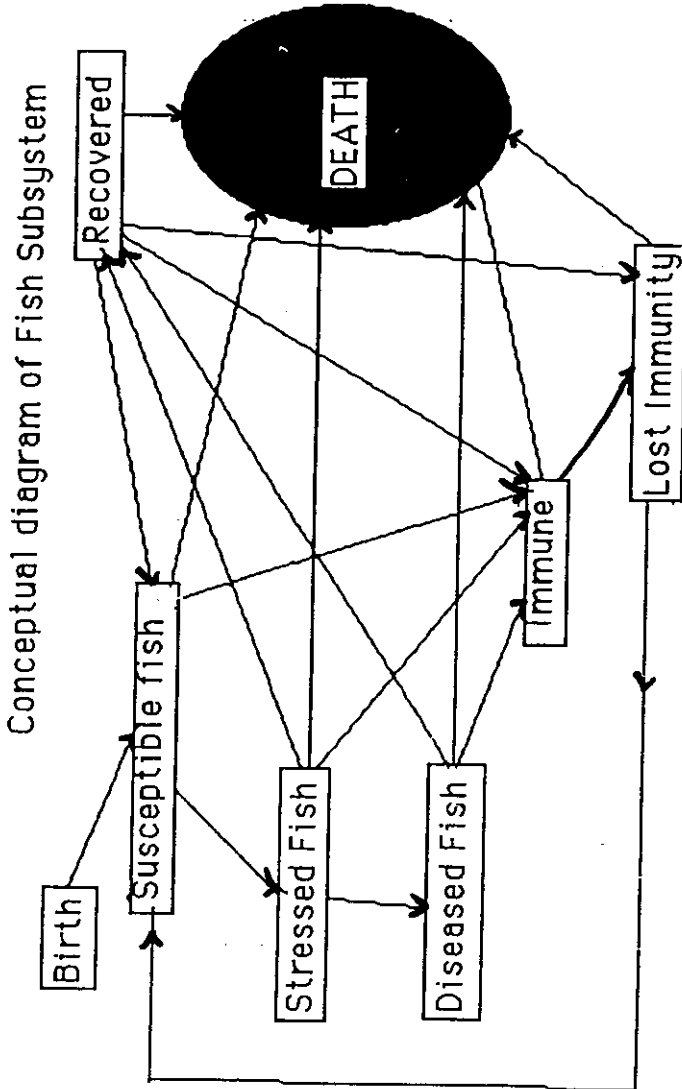 Conceptual diagram of Fish Subsystem
Birth
Susceptible fish
Recovered
Stressed Fish
DEATH
Diseased Fish
Immune
Lost Immunity